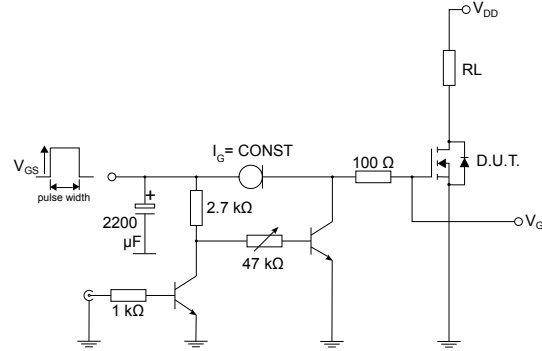 V_DD
RL
I_G= CONST
V_GS
100 Ω
D.U.T.
pulse width
+
2200
μF
2.7 kΩ
V_G
47 kΩ
1 kΩ